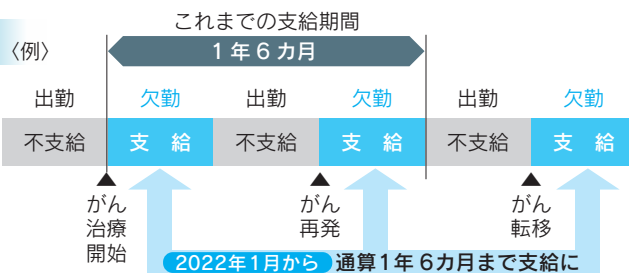 これまでの支給期間
〈例〉
1年6カ月
出勤 欠勤 出勤 欠勤 出勤 欠勤
不支給 支 給 不支給 支 給 不支給 支 給
がん
治療
開始
がん
再発
がん
転移
2022年1月から 通算1年6カ月まで支給に